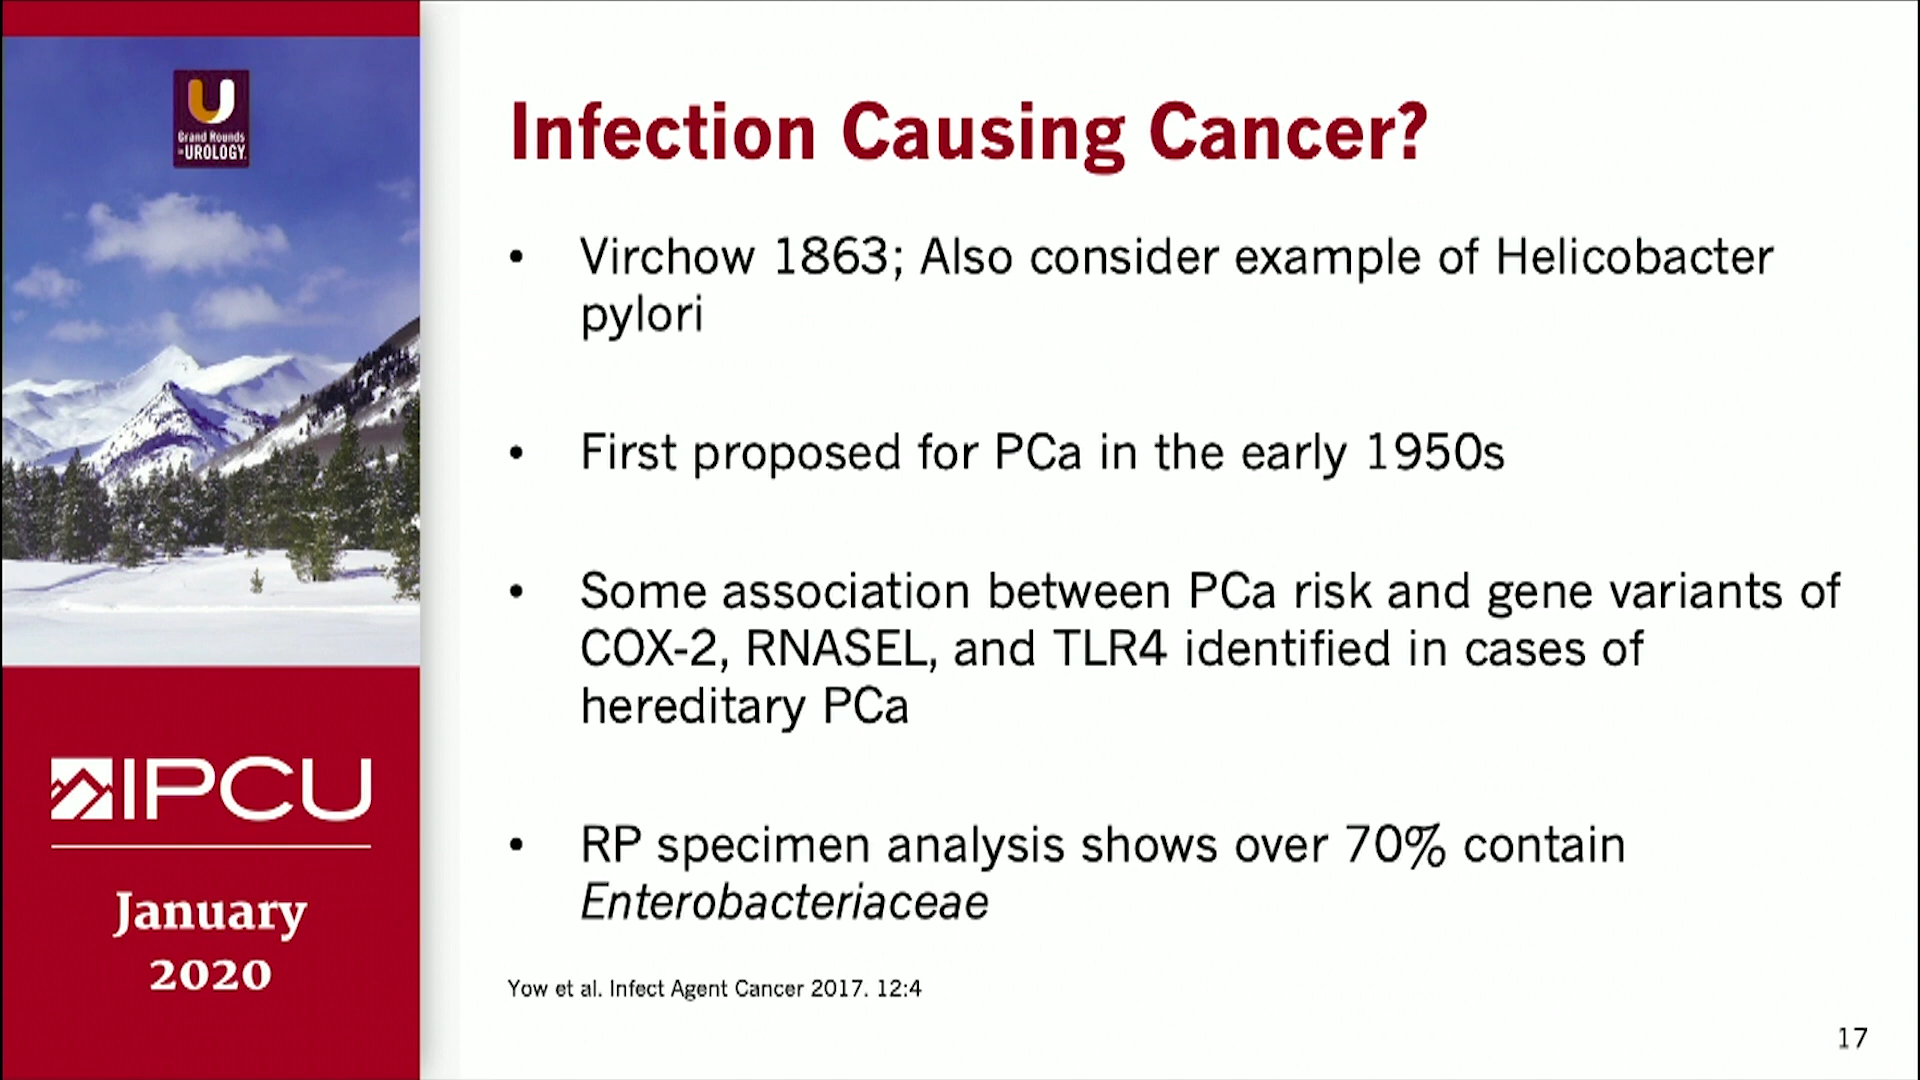 U
Grand Rounds
in UROLOGY
Infection Causing Cancer?
• Virchow 1863; Also consider example of Helicobacter
pylori
• First proposed for PCa in the early 1950s
• Some association between PCa risk and gene variants of
COX-2, RNASEL, and TLR4 identified in cases of
hereditary PCa
• RP specimen analysis shows over 70% contain
Enterobacteriaceae
Yow et al. Infect Agent Cancer 2017. 12:4
IPCU
January
2020
17